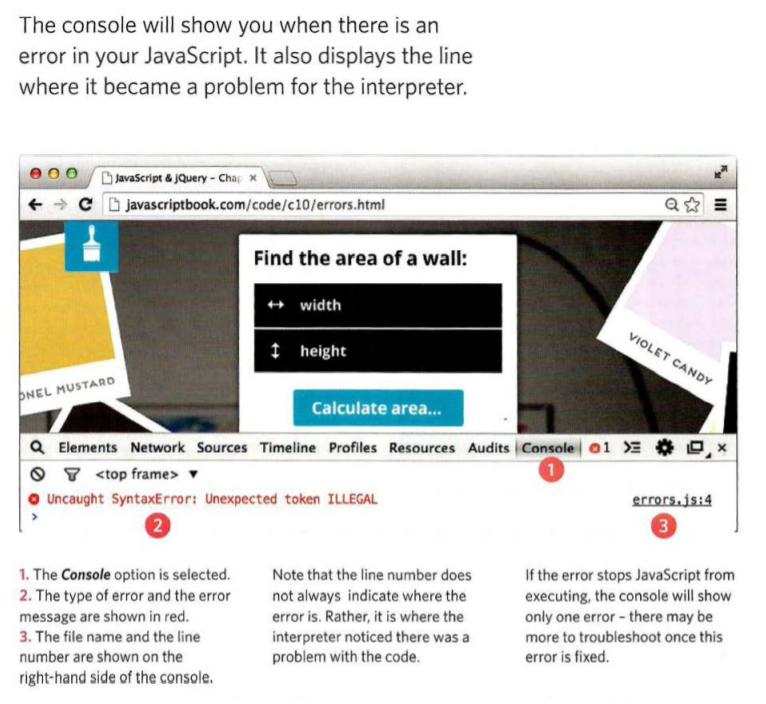 The console will show you when there is an
error in your JavaScript. It also displays the line
where it became a problem for the interpreter.
JavaScript & jQuery – Chap
javascriptbook.com/code/c10/errors.html
Find the area of a wall:
width
height
Calculate area...
ONEL MUSTARD
VIOLET CANDY
Elements Network Sources Timeline Profiles Resources Audits Console 1
1
<top frame> ▼
Uncaught SyntaxError: Unexpected token ILLEGAL errors.js:4
>
2 3
1. The Console option is selected.
2. The type of error and the error
message are shown in red.
3. The file name and the line
number are shown on the
right-hand side of the console.
Note that the line number does
not always indicate where the
error is. Rather, it is where the
interpreter noticed there was a
problem with the code.
If the error stops JavaScript from
executing, the console will show
only one error – there may be
more to troubleshoot once this
error is fixed.